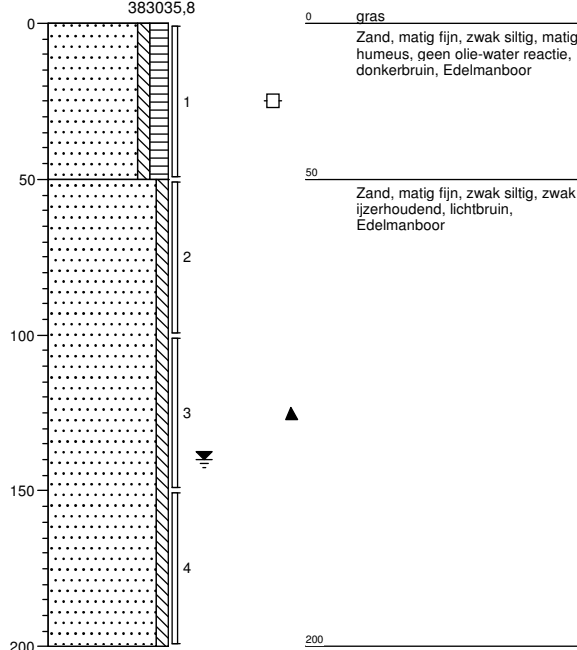 383035,8
0
0
gras
Zand, matig fijn, zwak siltig, matig
humeus, geen olie-water reactie,
donkerbruin, Edelmanboor
1
50
50
Zand, matig fijn, zwak siltig, zwak
ijzerhoudend, lichtbruin,
Edelmanboor
2
100
3
150
4
200
200